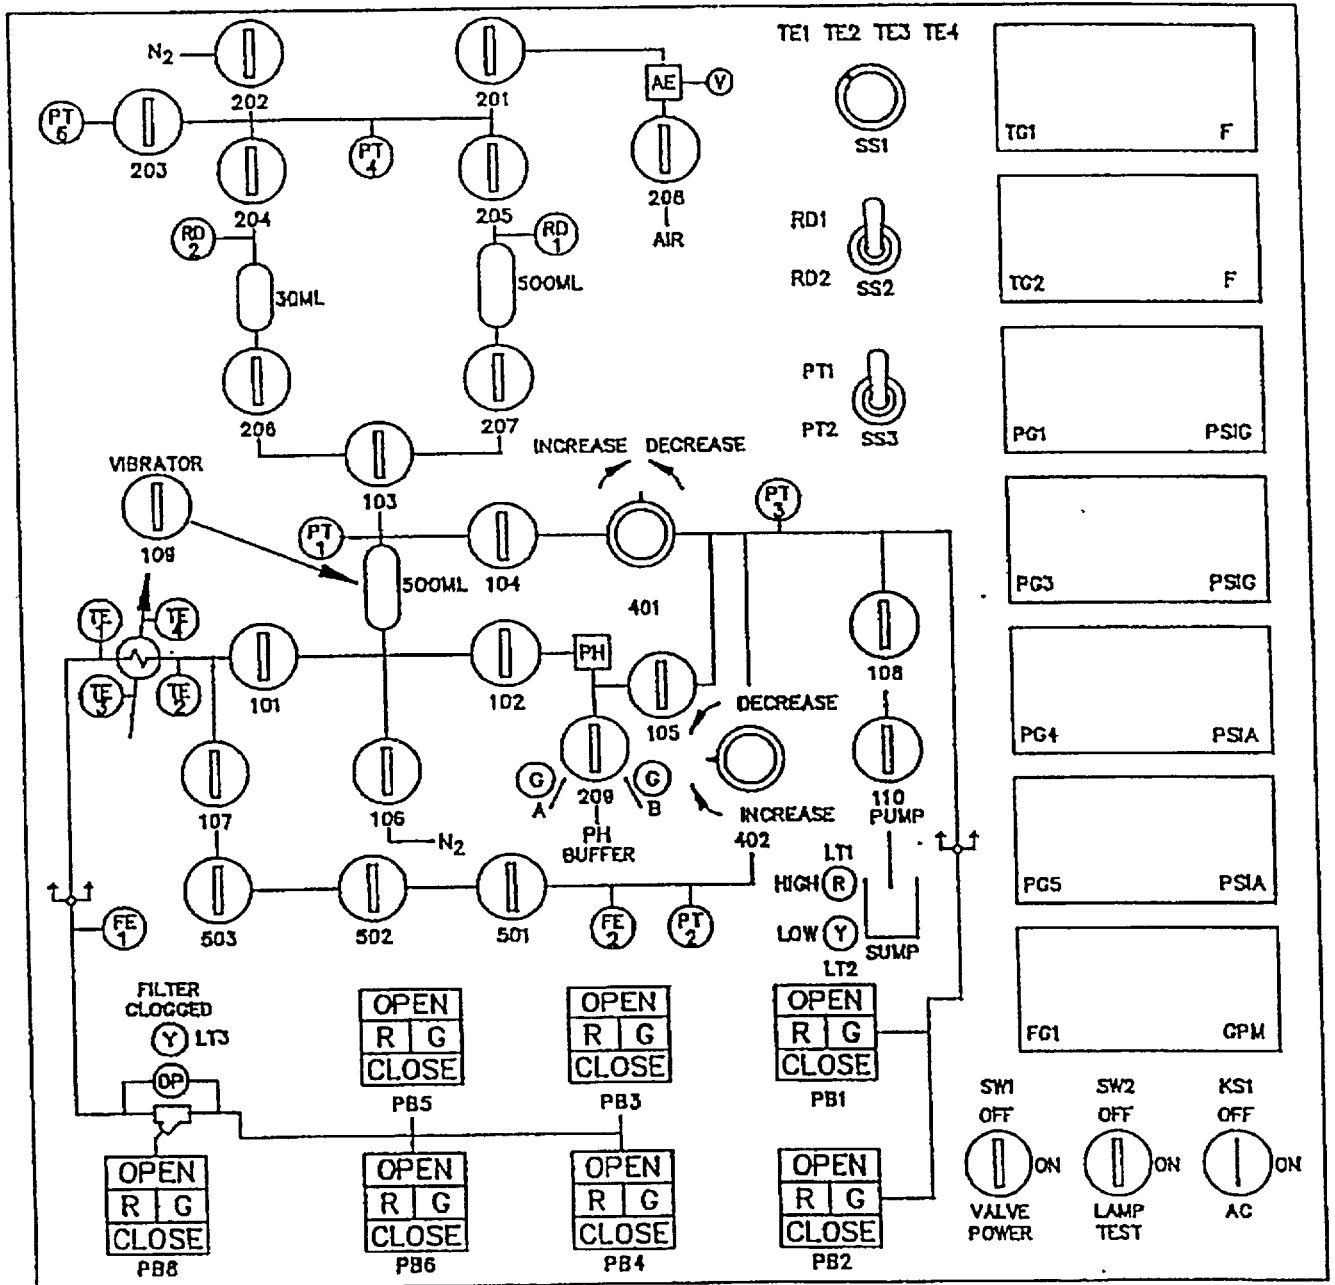 TE1 TE2 TE3 TE4
N2
202
201
AE
V
PT 5
203
PT 4
208
AIR
SS1
TG1 F
204
205
RD 2
RD 1
30ML
500ML
RD1
RD2
SS2
TG2 F
206
207
PT1
PT2
SS3
PG1 PSIG
INCREASE DECREASE
VIBRATOR
103
109
PT 1
104
500ML
401
PT 3
PG3 PSIG
TE 1
TE 4
TE 3
TE 2
101
102
PH
105
108
DECREASE
PG4 PSIA
107
106
N2
G
A
209
G
B
PH
BUFFER
INCREASE
402
110
PUMP
LT1
HIGH R
LOW Y
LT2
SUMP
PG5 PSIA
FE 1
503
502
501
FE 2
PT 2
FILTER
CLOGGED
Y LT3
DP
OPEN
R G
CLOSE
PB5
OPEN
R G
CLOSE
PB3
OPEN
R G
CLOSE
PB1
FG1 GPM
OPEN
R G
CLOSE
PB8
OPEN
R G
CLOSE
PB6
OPEN
R G
CLOSE
PB4
OPEN
R G
CLOSE
PB2
SW1
OFF
ON
VALVE
POWER
SW2
OFF
ON
LAMP
TEST
KS1
OFF
ON
AC